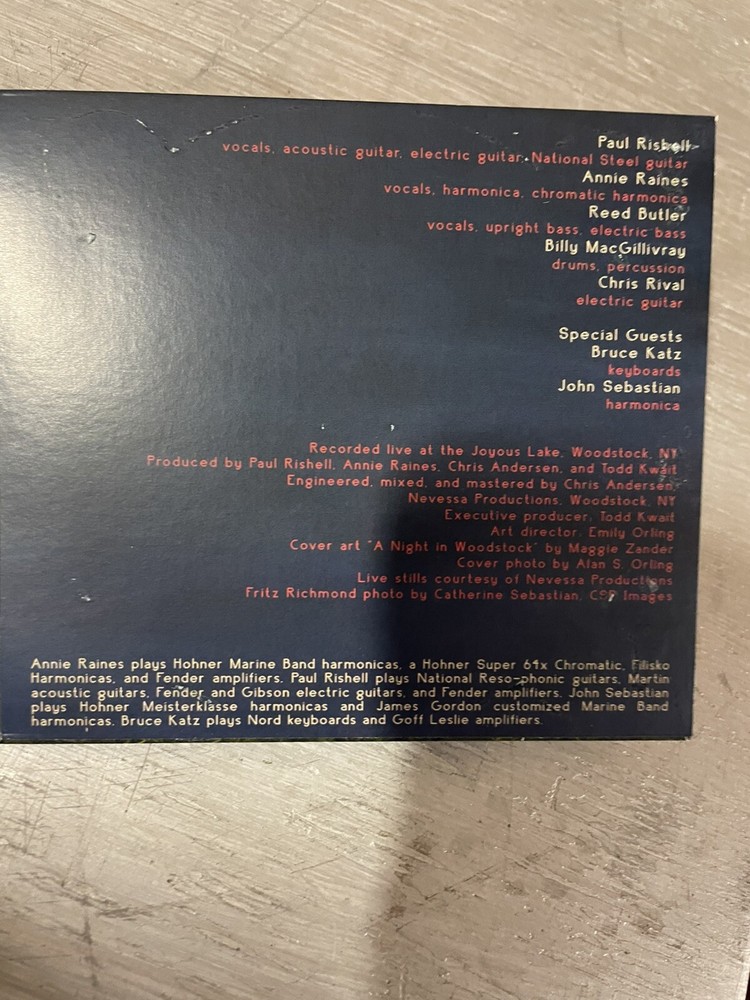 Paul Rishell
vocals, acoustic guitar, electric guitar, National Steel guitar
Annie Raines
vocals, harmonica, chromatic harmonica
Reed Butler
vocals, upright bass, electric bass
Billy MacGillivray
drums, percussion
Chris Rival
electric guitar
Special Guests
Bruce Katz
keyboards
John Sebastian
harmonica
Recorded live at the Joyous Lake, Woodstock, NY
Produced by Paul Rishell, Annie Raines, Chris Andersen, and Todd Kwait
Engineered, mixed, and mastered by Chris Andersen,
Nevessa Productions, Woodstock, NY
Executive producer, Todd Kwait
Art director, Emily Orling
Cover art "A Night in Woodstock" by Maggie Zander
Cover photo by Alan S. Orling
Live stills courtesy of Nevessa Productions
Fritz Richmond photo by Catherine Sebastian, CSP Images
Annie Raines plays Hohner Marine Band harmonicas, a Hohner Super 64x Chromatic, Filisko
Harmonicas, and Fender amplifiers. Paul Rishell plays National Reso-phonic guitars, Martin
acoustic guitars, Fender and Gibson electric guitars, and Fender amplifiers. John Sebastian
plays Hohner Meisterklasse harmonicas and James Gordon customized Marine Band
harmonicas. Bruce Katz plays Nord keyboards and Goff Leslie amplifiers.